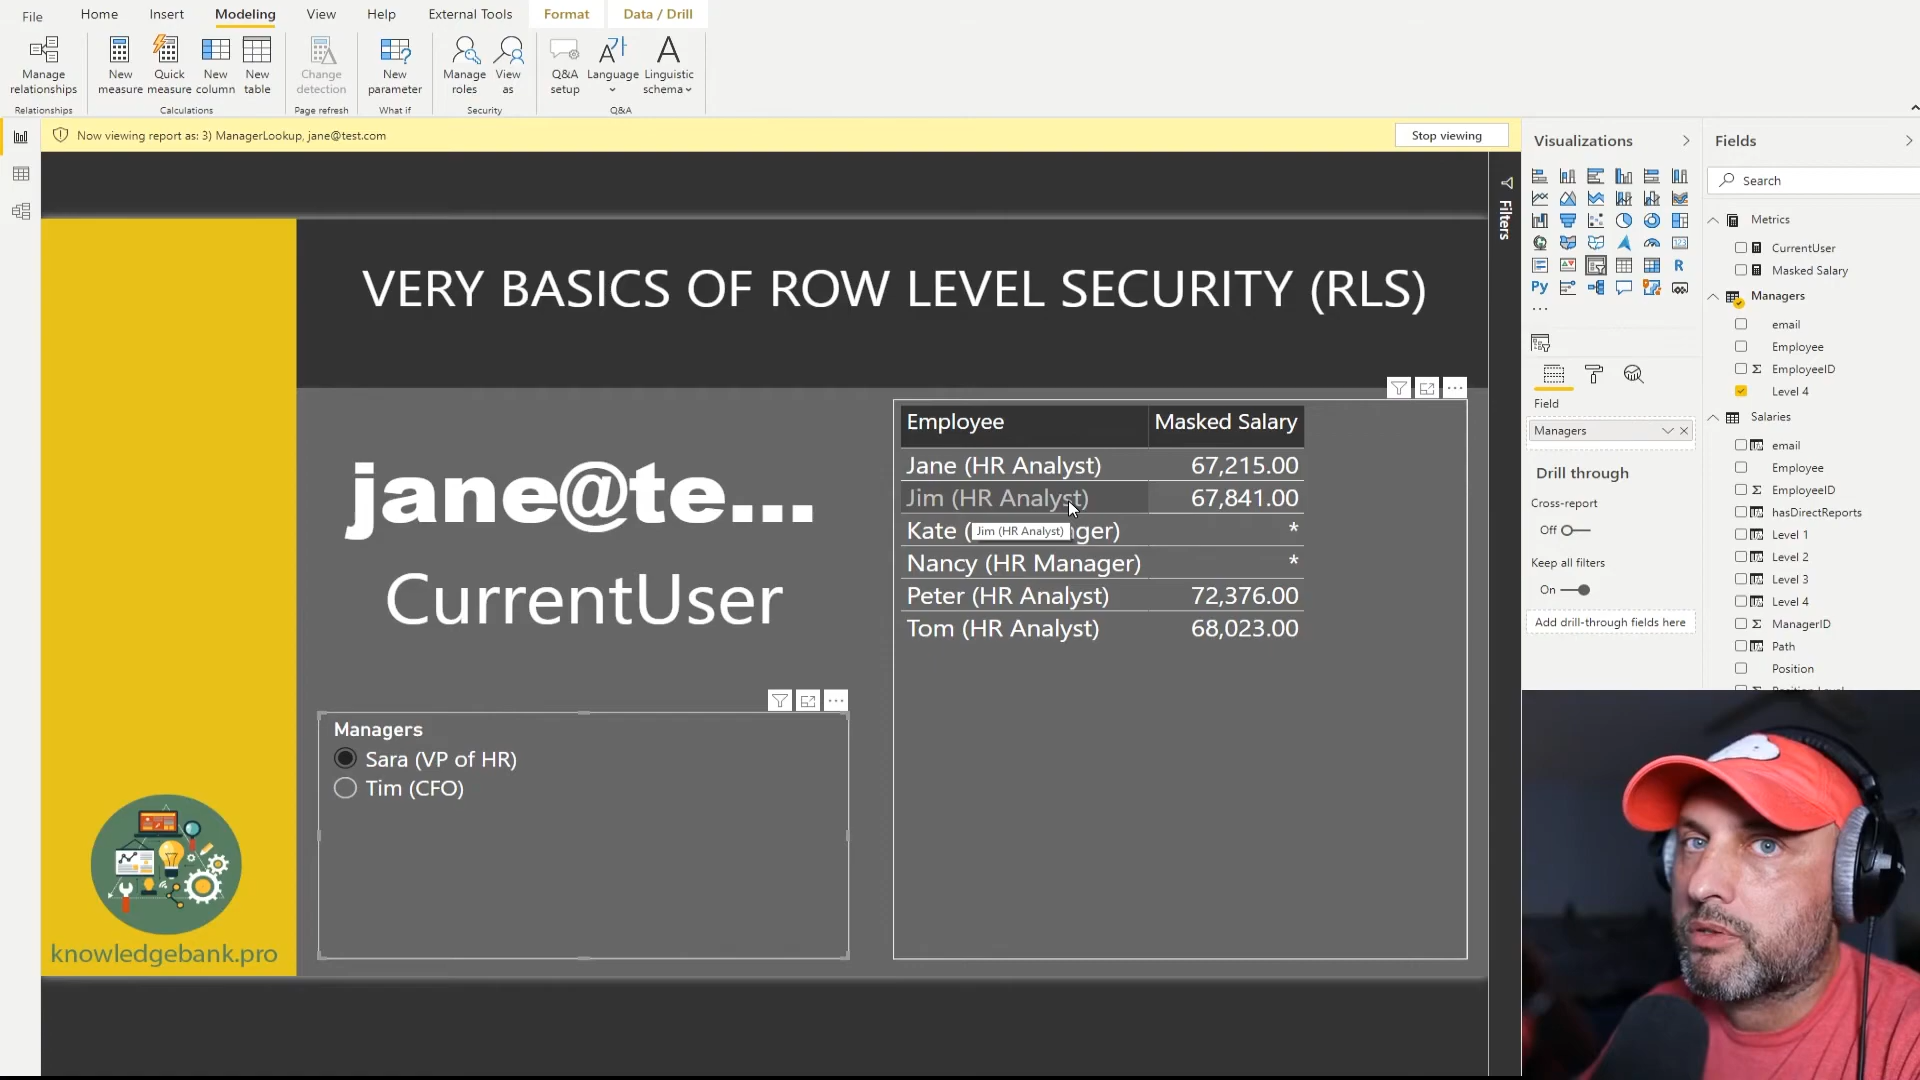 File
Home
Insert
Modeling
View
Help
External Tools
Format
Data / Drill
Manage relationships
New measure
Quick measure
New column
New table
Change detection
New parameter
Manage roles
View as
Q&A setup
Language
Linguistic schema
Relationships
Calculations
Page refresh
What if
Security
Q&A
Now viewing report as: 3) ManagerLookup, jane@test.com
Stop viewing
VERY BASICS OF ROW LEVEL SECURITY (RLS)
jane@te...
CurrentUser
Employee Masked Salary
Jane (HR Analyst) 67,215.00
Jim (HR Analyst) 67,841.00
Kate ( ger) *
Jim (HR Analyst)
Nancy (HR Manager) *
Peter (HR Analyst) 72,376.00
Tom (HR Analyst) 68,023.00
Managers
Sara (VP of HR)
Tim (CFO)
knowledgebank.pro
Filters
Visualizations
R
Py
123
Field
Managers
Drill through
Cross-report
Off
Keep all filters
On
Add drill-through fields here
Fields
Search
Metrics
CurrentUser
Masked Salary
Managers
email
Employee
EmployeeID
Level 4
Salaries
email
Employee
EmployeeID
hasDirectReports
Level 1
Level 2
Level 3
Level 4
ManagerID
Path
Position